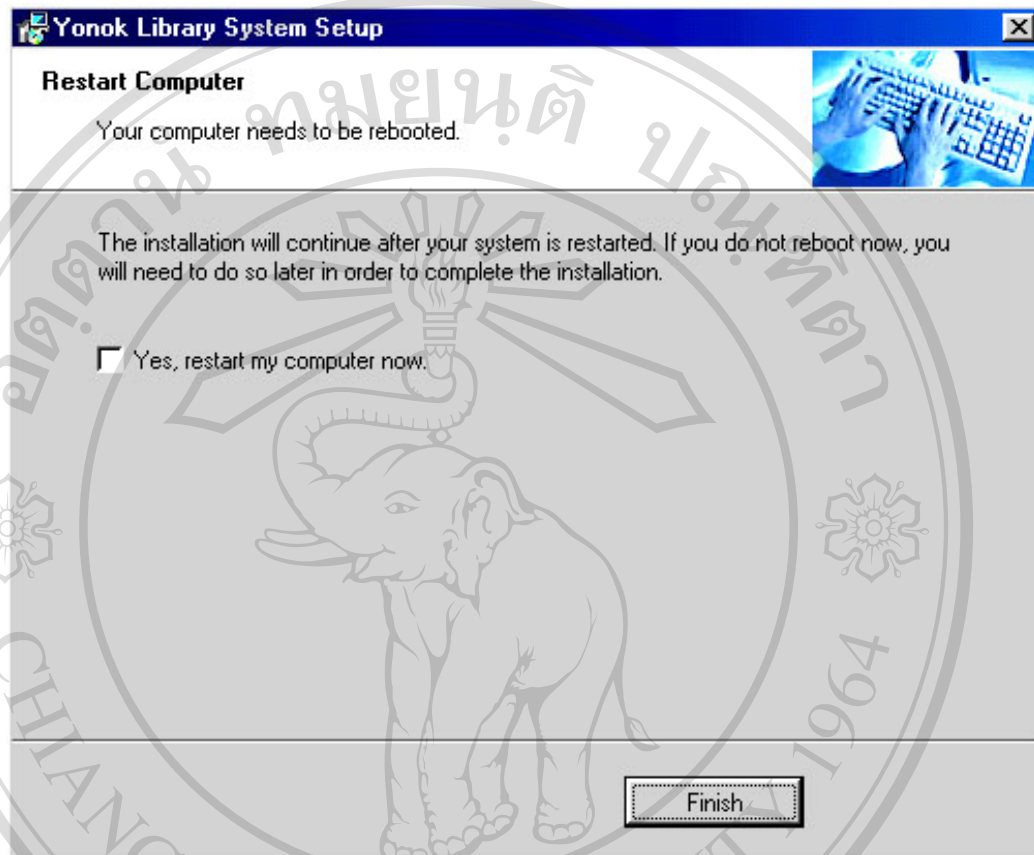 Yonok Library System Setup
Restart Computer
Your computer needs to be rebooted.
The installation will continue after your system is restarted. If you do not reboot now, you
will need to do so later in order to complete the installation.
Yes, restart my computer now.
Finish
1964